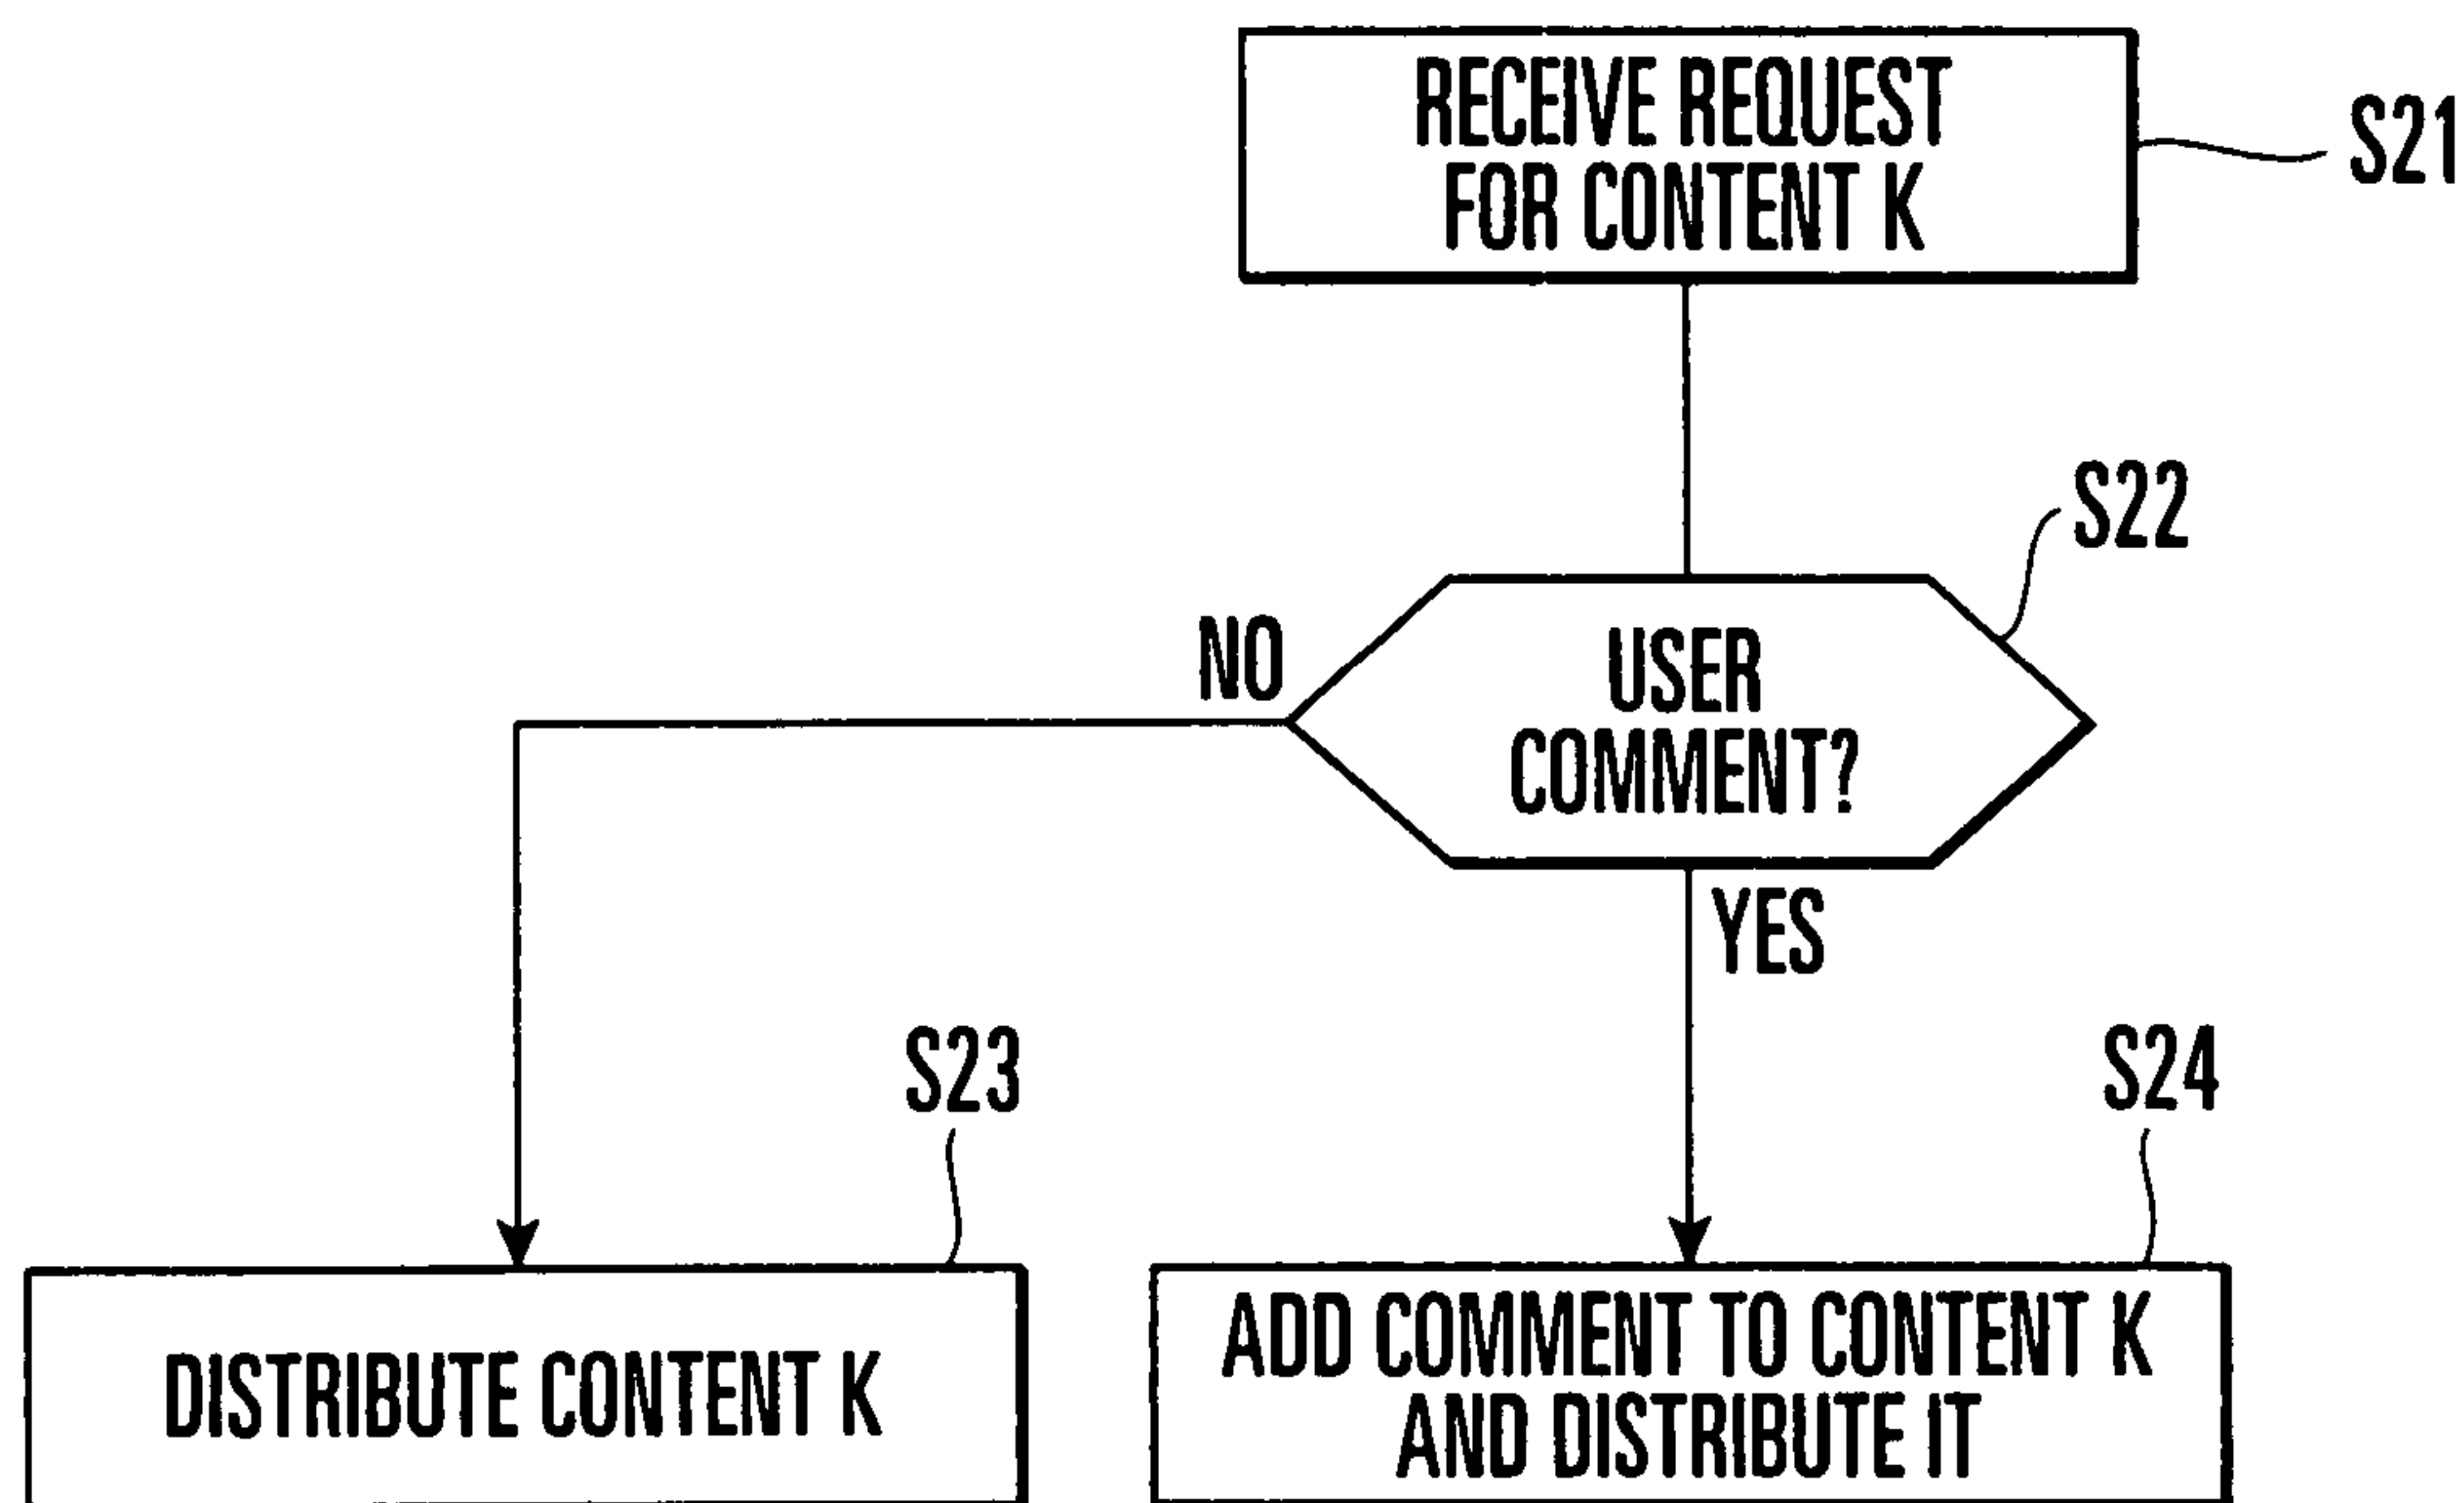 RECEIVE REQUEST
FOR CONTENT K
S21
S22
USER
COMMENT?
NO
YES
S23
S24
DISTRIBUTE CONTENT K
ADD COMMENT TO CONTENT K
AND DISTRIBUTE IT